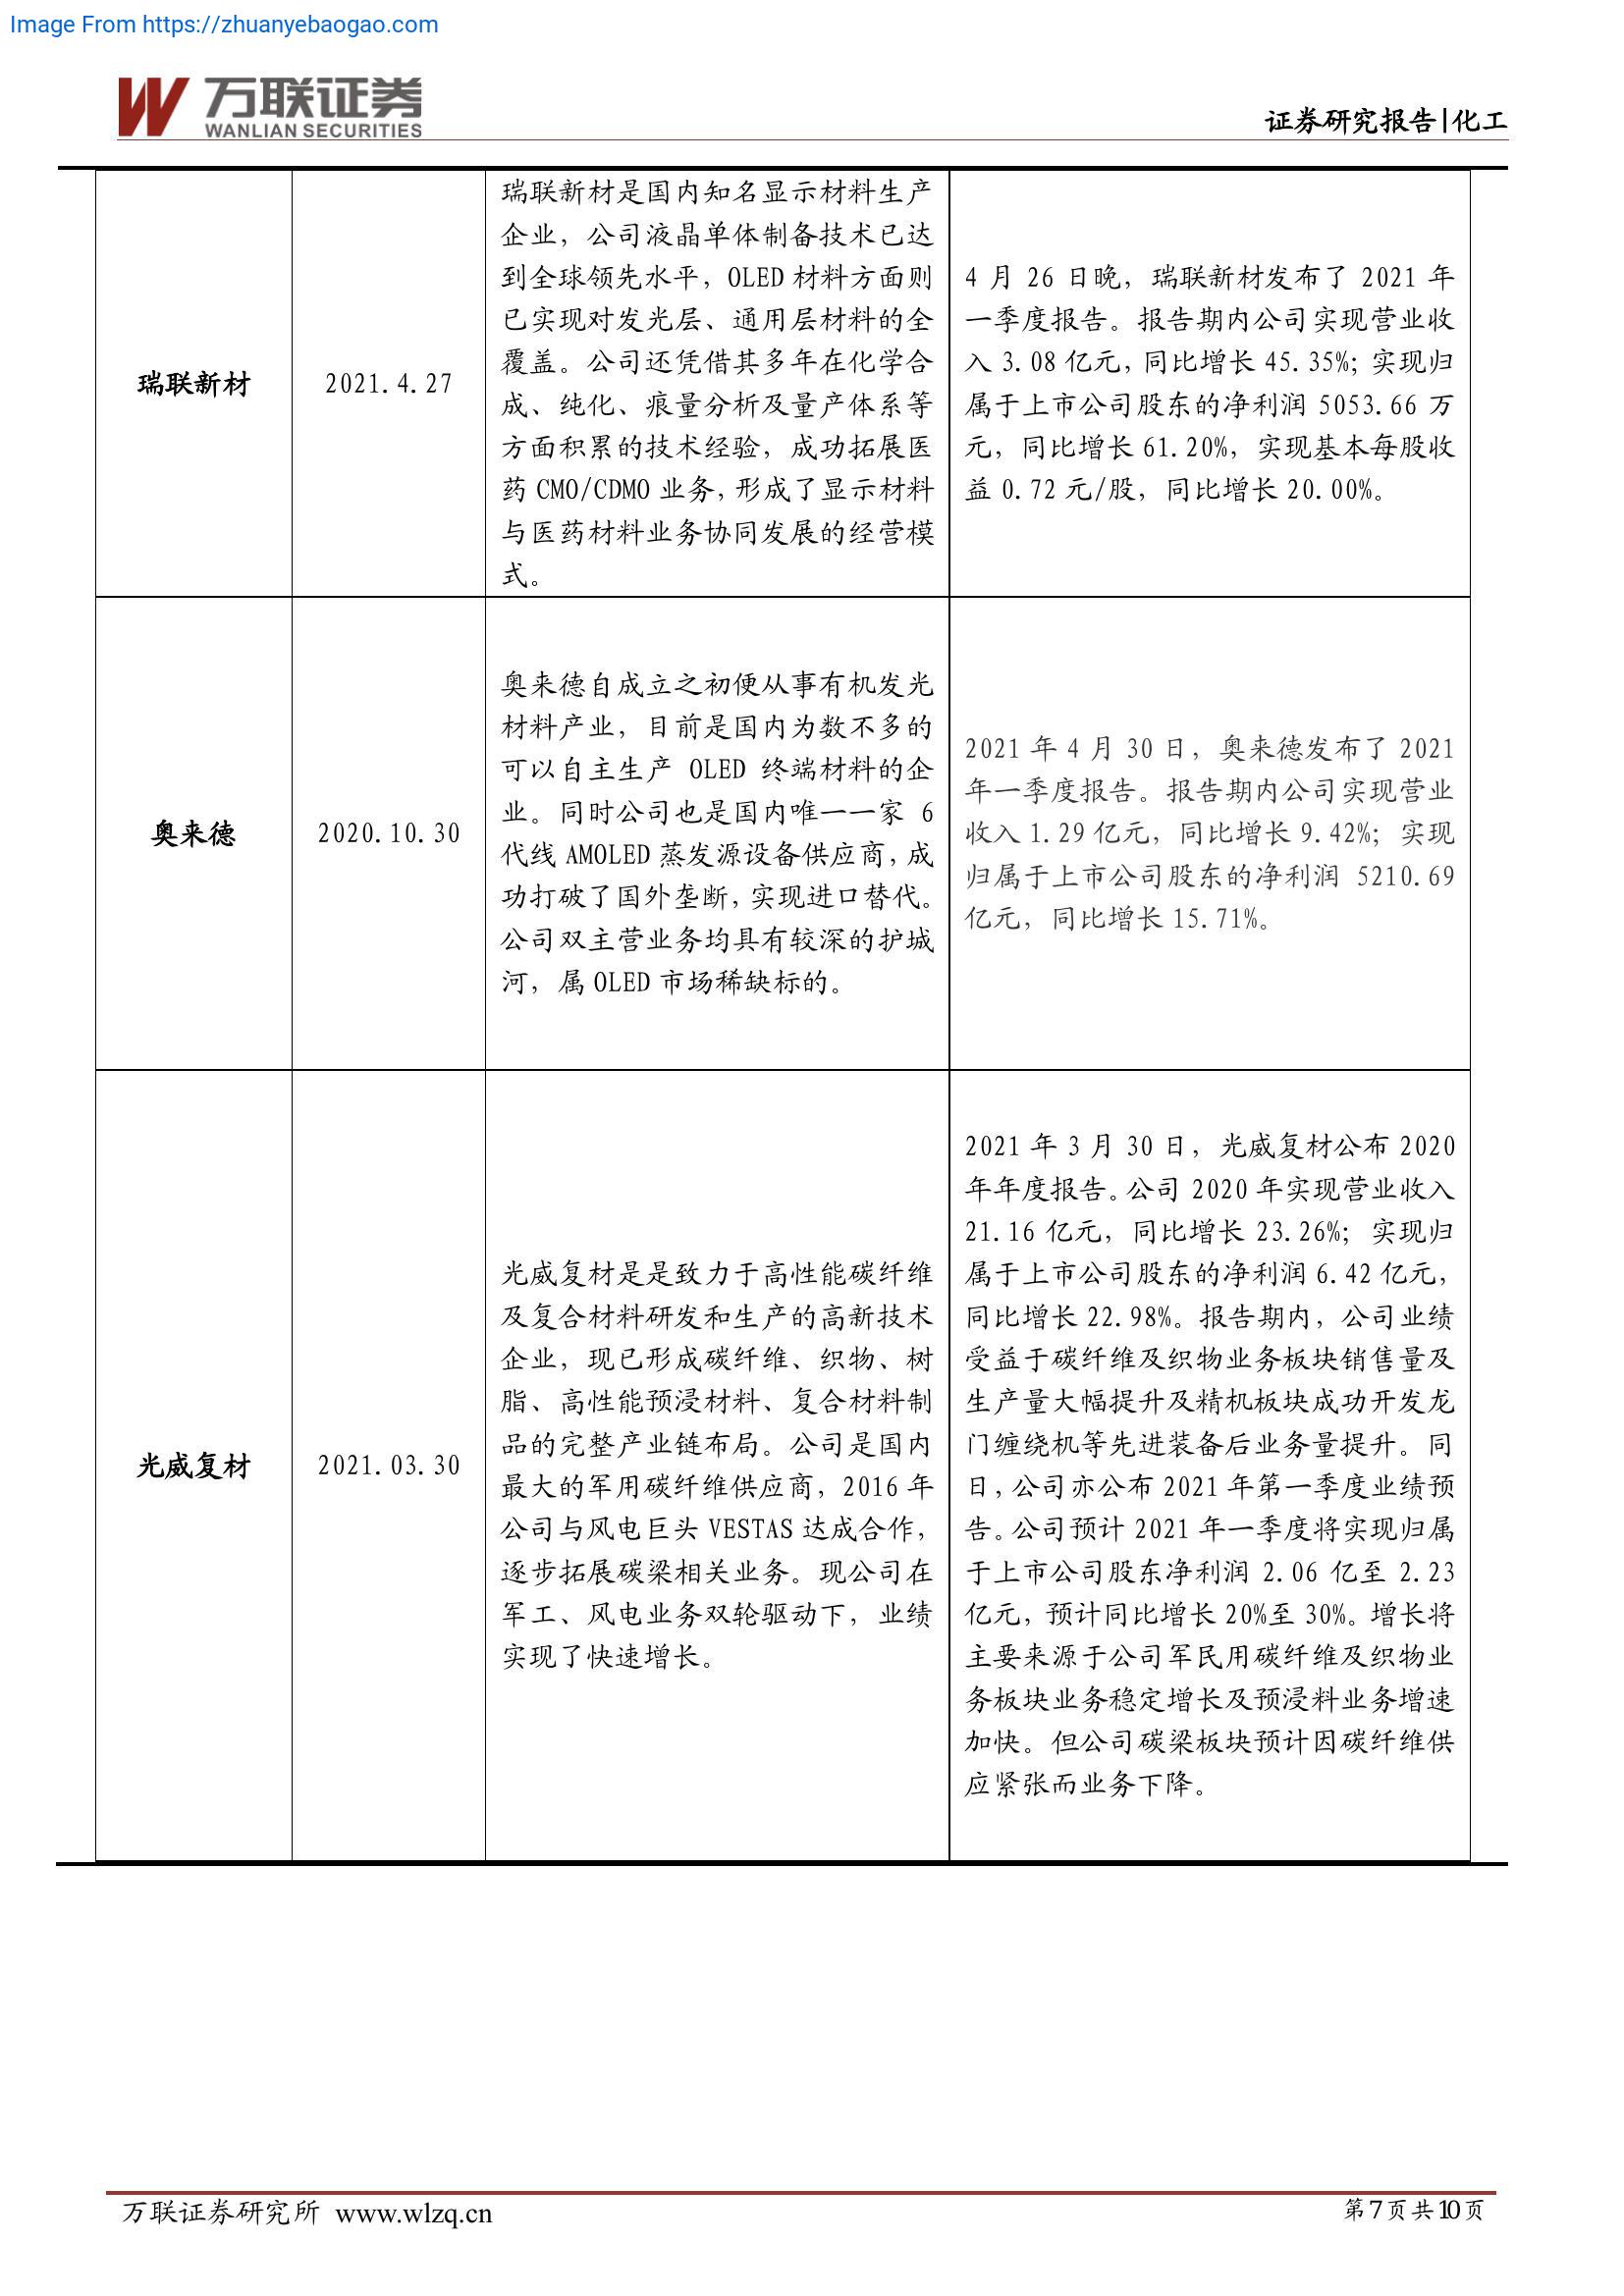 Image From https://zhuanyebaogao.com
万联证券
WANLIAN SECURITIES
证券研究报告|化工
瑞联新材
2021.4.27
瑞联新材是国内知名显示材料生产
企业，公司液晶单体制备技术已达
到全球领先水平，OLED 材料方面则
已实现对发光层、通用层材料的全
覆盖。公司还凭借其多年在化学合
成、纯化、痕量分析及量产体系等
方面积累的技术经验，成功拓展医
药 CMO/CDMO 业务，形成了显示材料
与医药材料业务协同发展的经营模
式。
4 月 26 日晚，瑞联新材发布了 2021 年
一季度报告。报告期内公司实现营业收
入 3.08 亿元，同比增长 45.35%；实现归
属于上市公司股东的净利润 5053.66 万
元，同比增长 61.20%，实现基本每股收
益 0.72 元/股，同比增长 20.00%。
奥来德
2020.10.30
奥来德自成立之初便从事有机发光
材料产业，目前是国内为数不多的
可以自主生产 OLED 终端材料的企
业。同时公司也是国内唯一一家 6
代线 AMOLED 蒸发源设备供应商，成
功打破了国外垄断，实现进口替代。
公司双主营业务均具有较深的护城
河，属 OLED 市场稀缺标的。
2021 年 4 月 30 日，奥来德发布了 2021
年一季度报告。报告期内公司实现营业
收入 1.29 亿元，同比增长 9.42%；实现
归属于上市公司股东的净利润 5210.69
亿元，同比增长 15.71%。
光威复材
2021.03.30
光威复材是是致力于高性能碳纤维
及复合材料研发和生产的高新技术
企业，现已形成碳纤维、织物、树
脂、高性能预浸材料、复合材料制
品的完整产业链布局。公司是国内
最大的军用碳纤维供应商，2016 年
公司与风电巨头 VESTAS 达成合作，
逐步拓展碳梁相关业务。现公司在
军工、风电业务双轮驱动下，业绩
实现了快速增长。
2021 年 3 月 30 日，光威复材公布 2020
年年度报告。公司 2020 年实现营业收入
21.16 亿元，同比增长 23.26%；实现归
属于上市公司股东的净利润 6.42 亿元，
同比增长 22.98%。报告期内，公司业绩
受益于碳纤维及织物业务板块销售量及
生产量大幅提升及精机板块成功开发龙
门缠绕机等先进装备后业务量提升。同
日，公司亦公布 2021 年第一季度业绩预
告。公司预计 2021 年一季度将实现归属
于上市公司股东净利润 2.06 亿至 2.23
亿元，预计同比增长 20%至 30%。增长将
主要来源于公司军民用碳纤维及织物业
务板块业务稳定增长及预浸料业务增速
加快。但公司碳梁板块预计因碳纤维供
应紧张而业务下降。
万联证券研究所 www.wlzq.cn
第 7 页 共 10 页